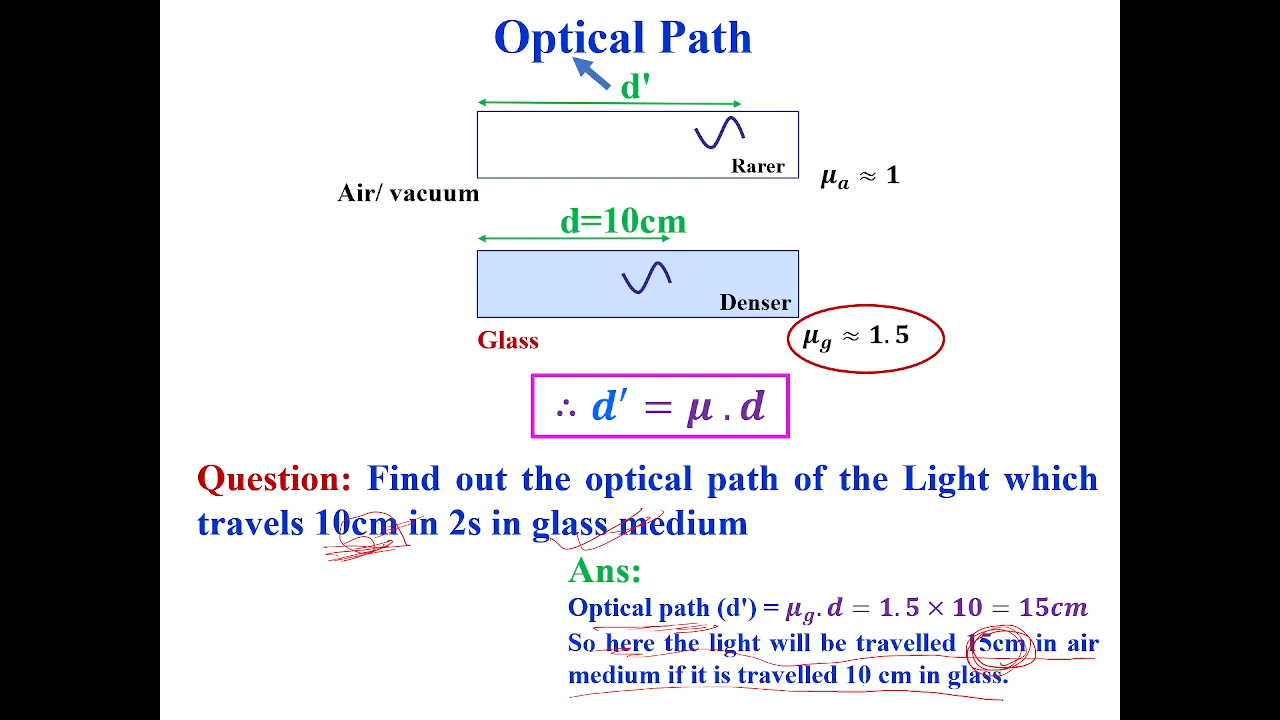 Optical Path
d'
Rarer
μₐ ≈ 1
Air/ vacuum
d=10cm
Denser
Glass
μ_g ≈ 1.5
∴ d′ = μ . d
Question: Find out the optical path of the Light which
travels 10cm in 2s in glass medium
Ans:
Optical path (d') = μ_g. d = 1.5 × 10 = 15cm
So here the light will be travelled 15cm in air
medium if it is travelled 10 cm in glass.